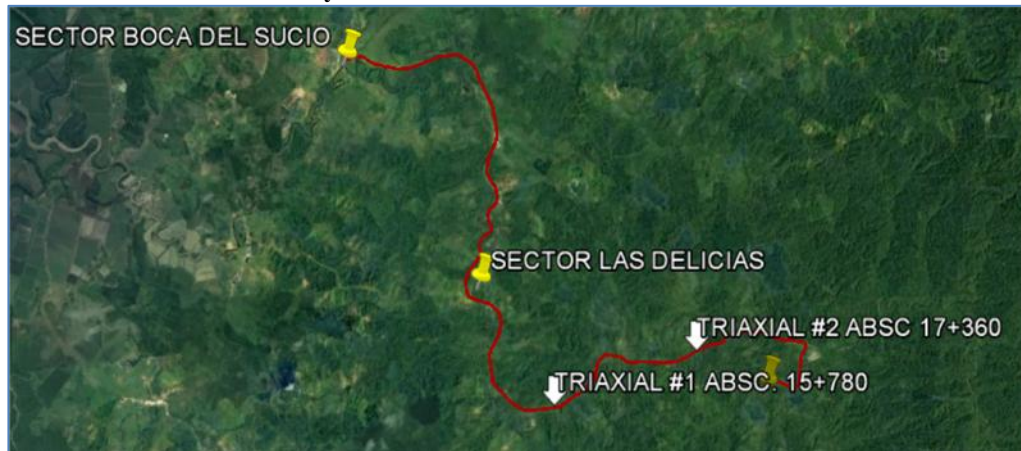 SECTOR BOCA DEL SUCIO
SECTOR LAS DELICIAS
TRIAXIAL #2 ABSC 17+360
TRIAXIAL #1 ABSC. 15+780